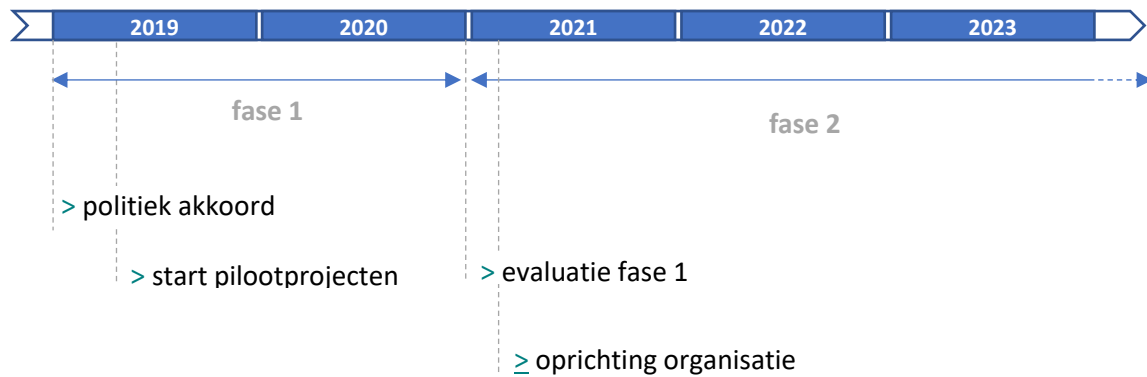 2019 2020 2021 2022 2023
fase 1
fase 2
> politiek akkoord
> start pilootprojecten
> evaluatie fase 1
> oprichting organisatie